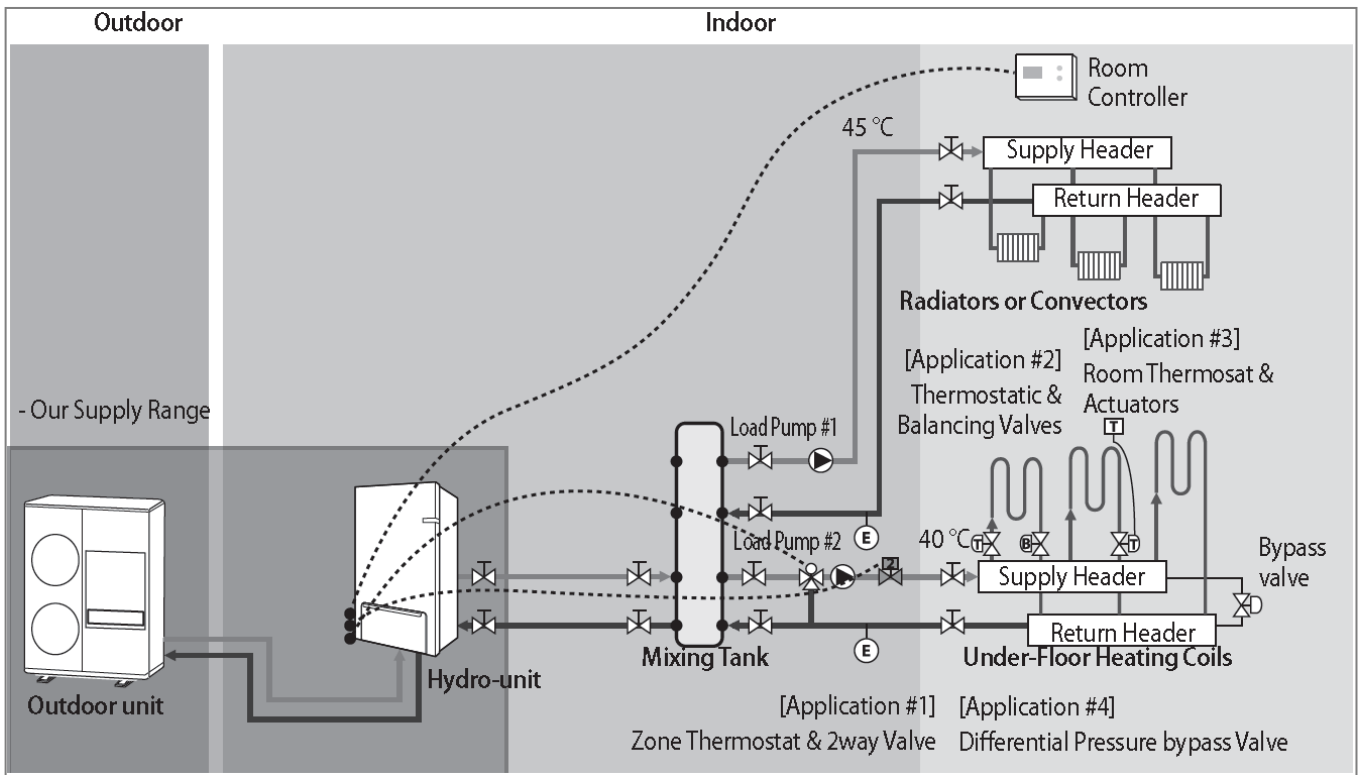 Outdoor
Indoor
Room
Controller
45 °C
Supply Header
Return Header
Radiators or Convectors
[Application #3]
Room Thermosat &
Actuators
[Application #2]
Thermostatic &
Balancing Valves
- Our Supply Range
Load Pump #1
T
E
Load Pump #2
2
40 °C
T
B
T
Bypass
valve
Supply Header
Return Header
Mixing Tank
E
Under-Floor Heating Coils
Hydro-unit
Outdoor unit
[Application #1]
Zone Thermostat & 2way Valve
[Application #4]
Differential Pressure bypass Valve